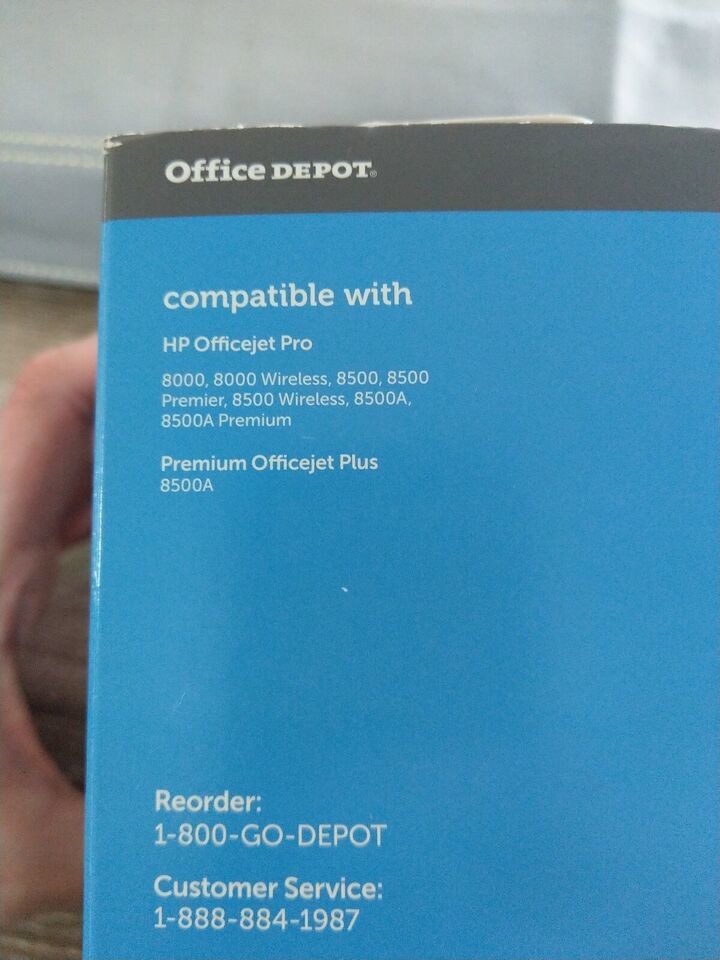 Office DEPOT®
compatible with
HP Officejet Pro
8000, 8000 Wireless, 8500, 8500
Premier, 8500 Wireless, 8500A,
8500A Premium
Premium Officejet Plus
8500A
Reorder:
1-800-GO-DEPOT
Customer Service:
1-888-884-1987